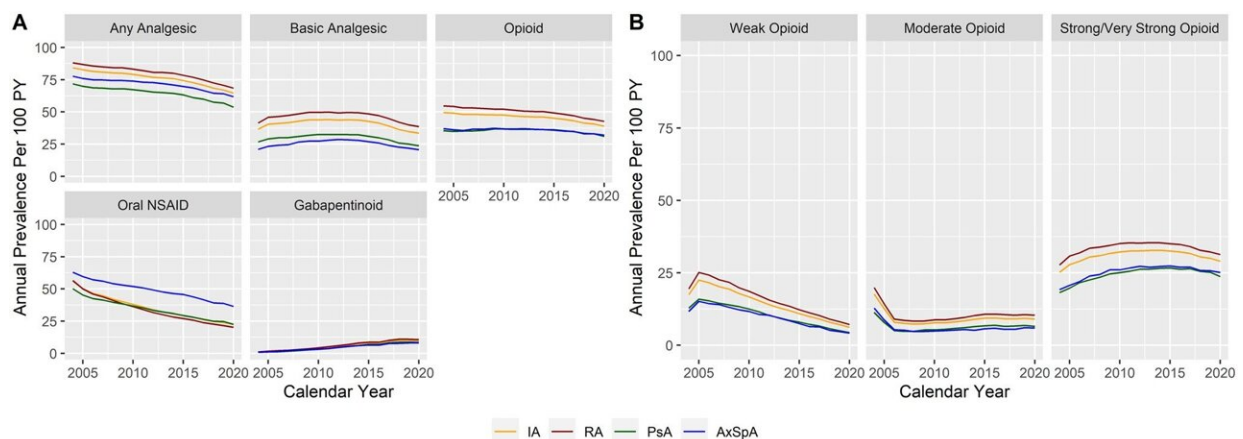 A
Any Analgesic
Basic Analgesic
Opioid
100
75
50
25
0
2005 2010 2015 2020
Oral NSAID
Gabapentinoid
100
75
50
25
0
2005 2010 2015 2020
2005 2010 2015 2020
Annual Prevalence Per 100 PY
Calendar Year
B
Weak Opioid
Moderate Opioid
Strong/Very Strong Opioid
100
75
50
25
0
2005 2010 2015 2020
2005 2010 2015 2020
2005 2010 2015 2020
Annual Prevalence Per 100 PY
Calendar Year
IA RA PsA AxSpA